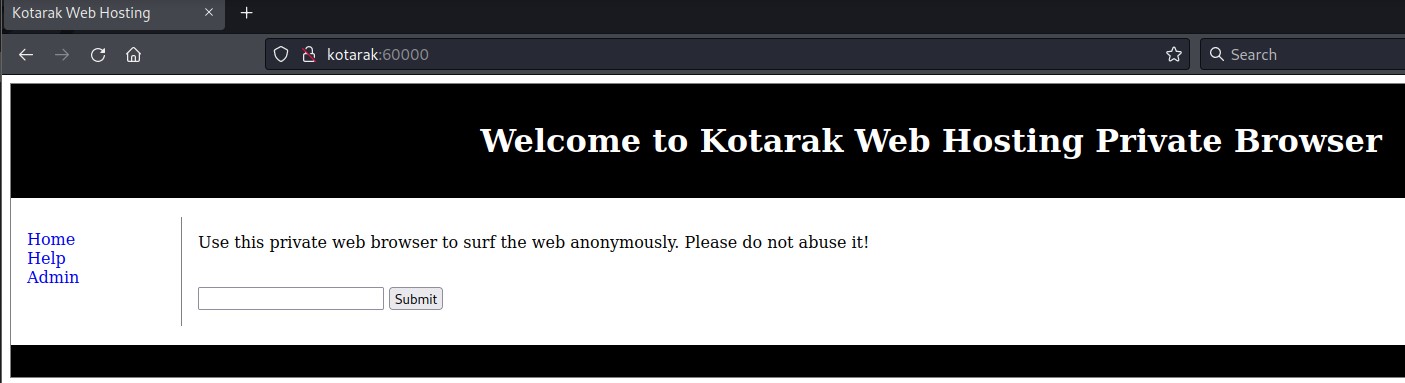 Kotarak Web Hosting
kotarak:60000
Search
Welcome to Kotarak Web Hosting Private Browser
Home
Help
Admin
Use this private web browser to surf the web anonymously. Please do not abuse it!
Submit